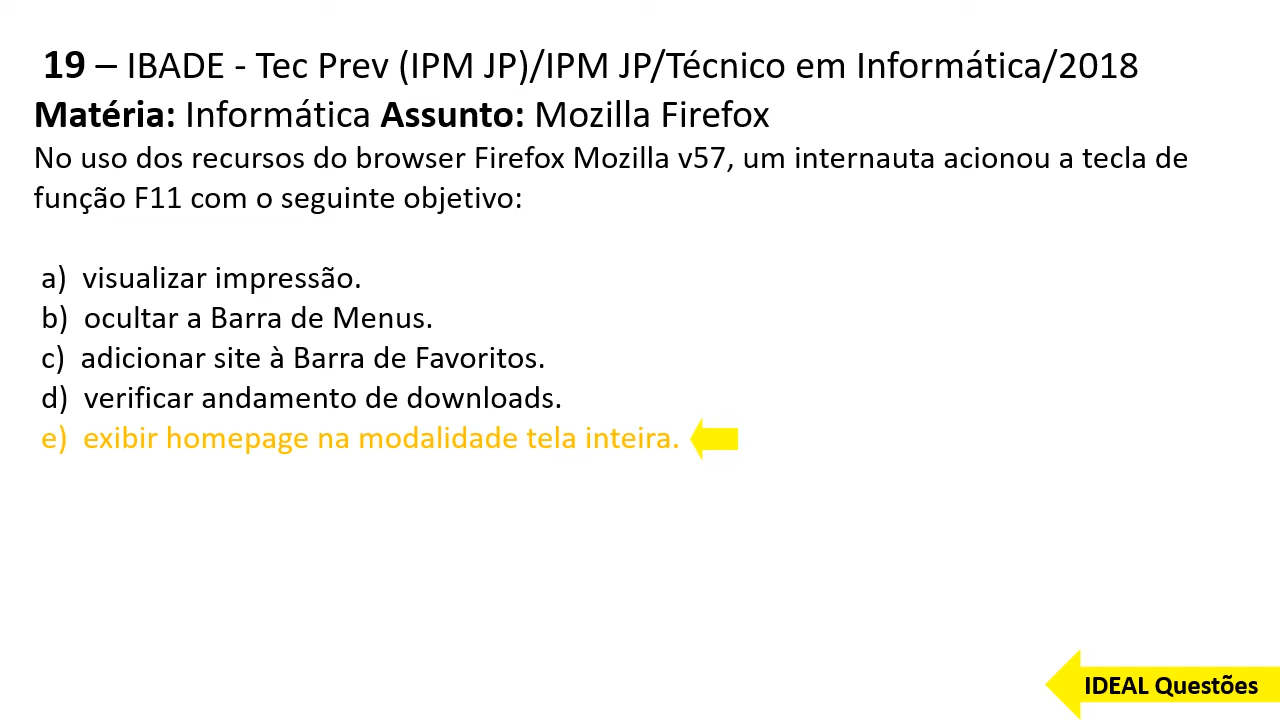 19 – IBADE - Tec Prev (IPM JP)/IPM JP/Técnico em Informática/2018
Matéria: Informática Assunto: Mozilla Firefox
No uso dos recursos do browser Firefox Mozilla v57, um internauta acionou a tecla de
função F11 com o seguinte objetivo:
a) visualizar impressão.
b) ocultar a Barra de Menus.
c) adicionar site à Barra de Favoritos.
d) verificar andamento de downloads.
e) exibir homepage na modalidade tela inteira.
IDEAL Questões